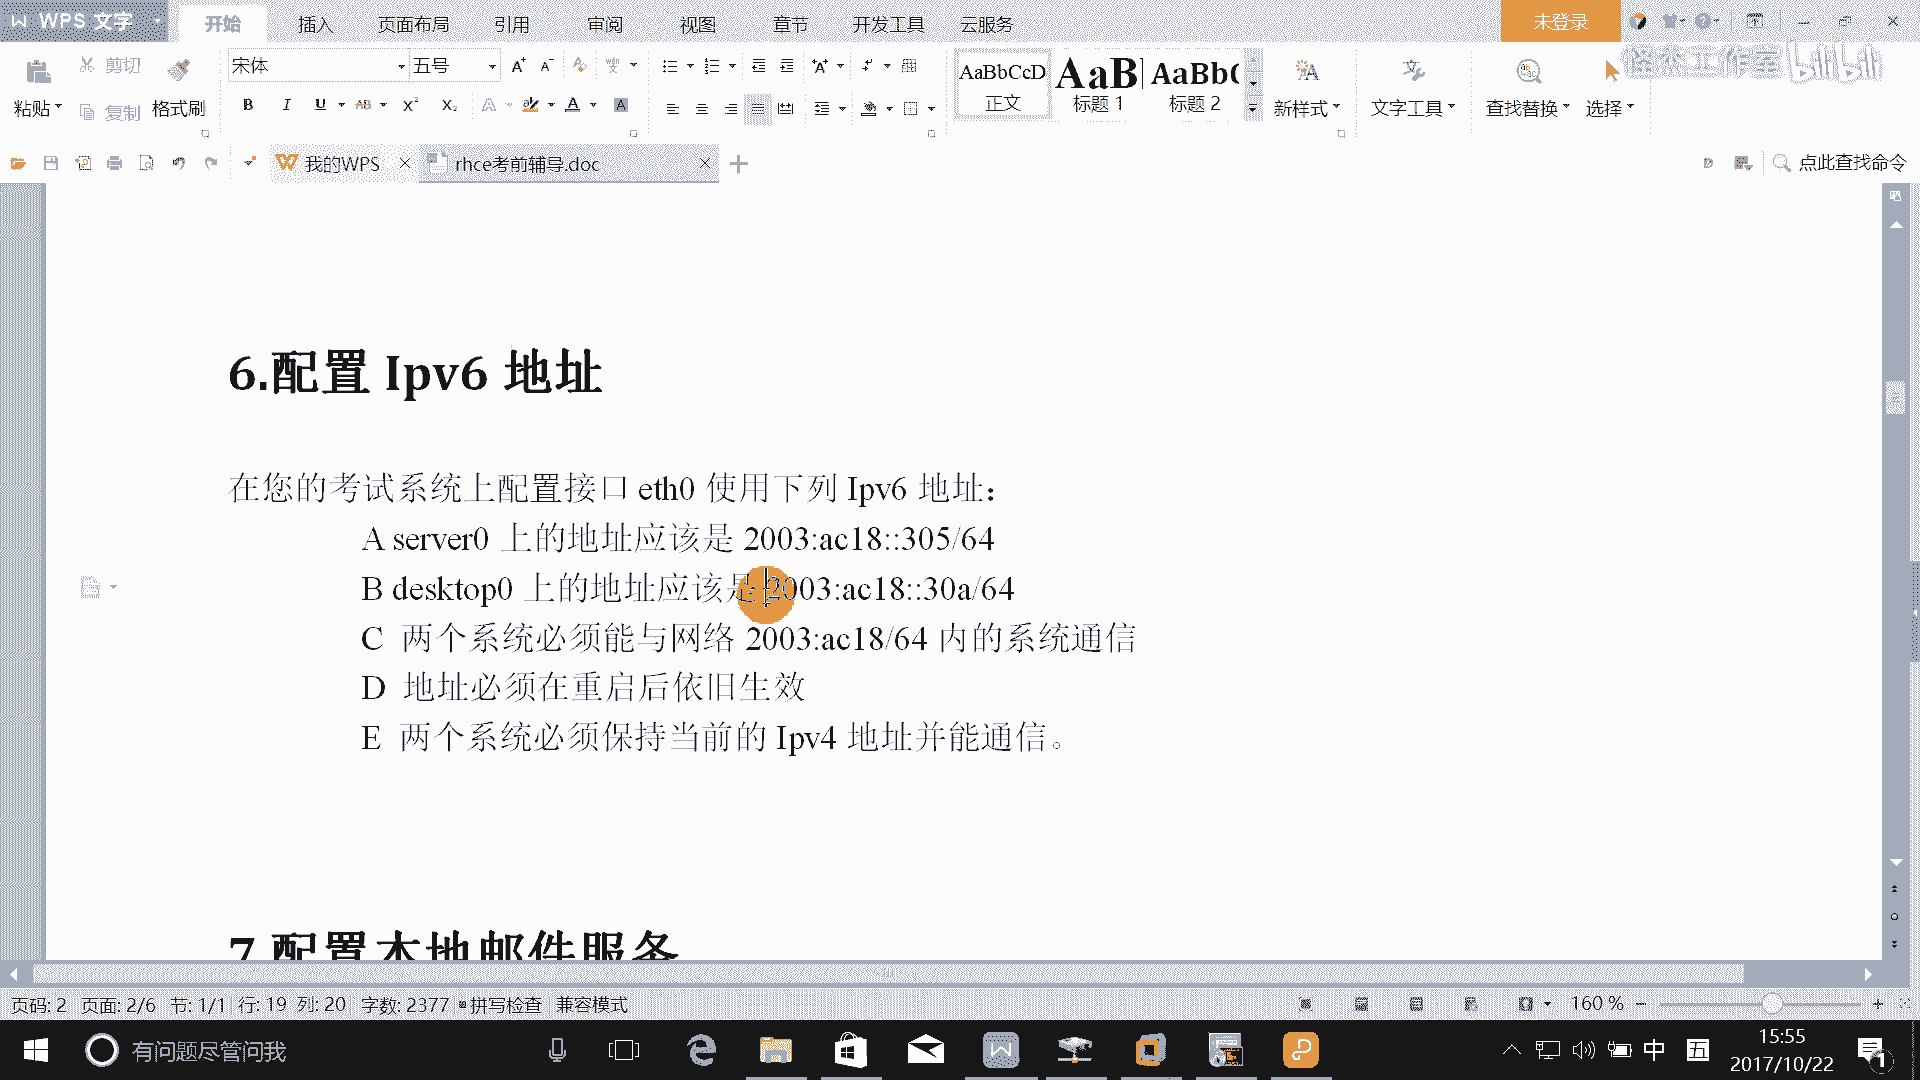 WPS 文字
开始 插入 页面布局 引用 审阅 视图 章节 开发工具 云服务
未登录
粘贴 剪切 复制 格式刷
宋体 五号
AaBbCcD 正文
AaB 标题 1
AaBb( 标题 2
新样式 文字工具 查找替换 选择
bilibili
我的WPS
rhce考前辅导.doc
点此查找命令
6.配置 Ipv6 地址
在您的考试系统上配置接口 eth0 使用下列 Ipv6 地址：
A server0 上的地址应该是 2003:ac18::305/64
B desktop0 上的地址应该是 2003:ac18::30a/64
C 两个系统必须能与网络 2003:ac18/64 内的系统通信
D 地址必须在重启后依旧生效
E 两个系统必须保持当前的 Ipv4 地址并能通信。
7.配置本地邮件服务
页码: 2 页面: 2/6 节: 1/1 行: 19 列: 20 字数: 2377 拼写检查 兼容模式
160 %
有问题尽管问我
中 五
15:55
2017/10/22
1